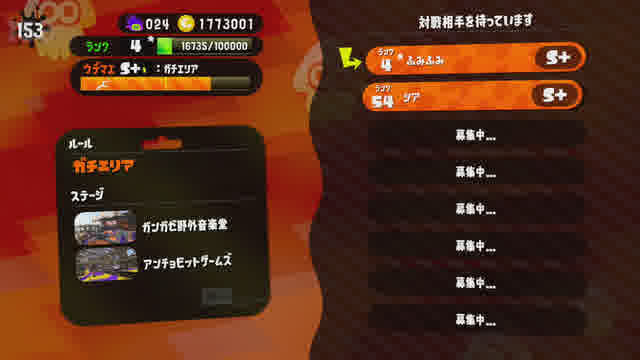 153
024 1773001
ランク 4★ 16735/100000
ウデマエ S+ : ガチエリア
ルール
ガチエリア
ステージ
ガンガゼ野外音楽堂
アンチョビットゲームズ
対戦相手を待っています
ランク 4★ ふみふみ S+
ランク 54 シア S+
募集中...
募集中...
募集中...
募集中...
募集中...
募集中...